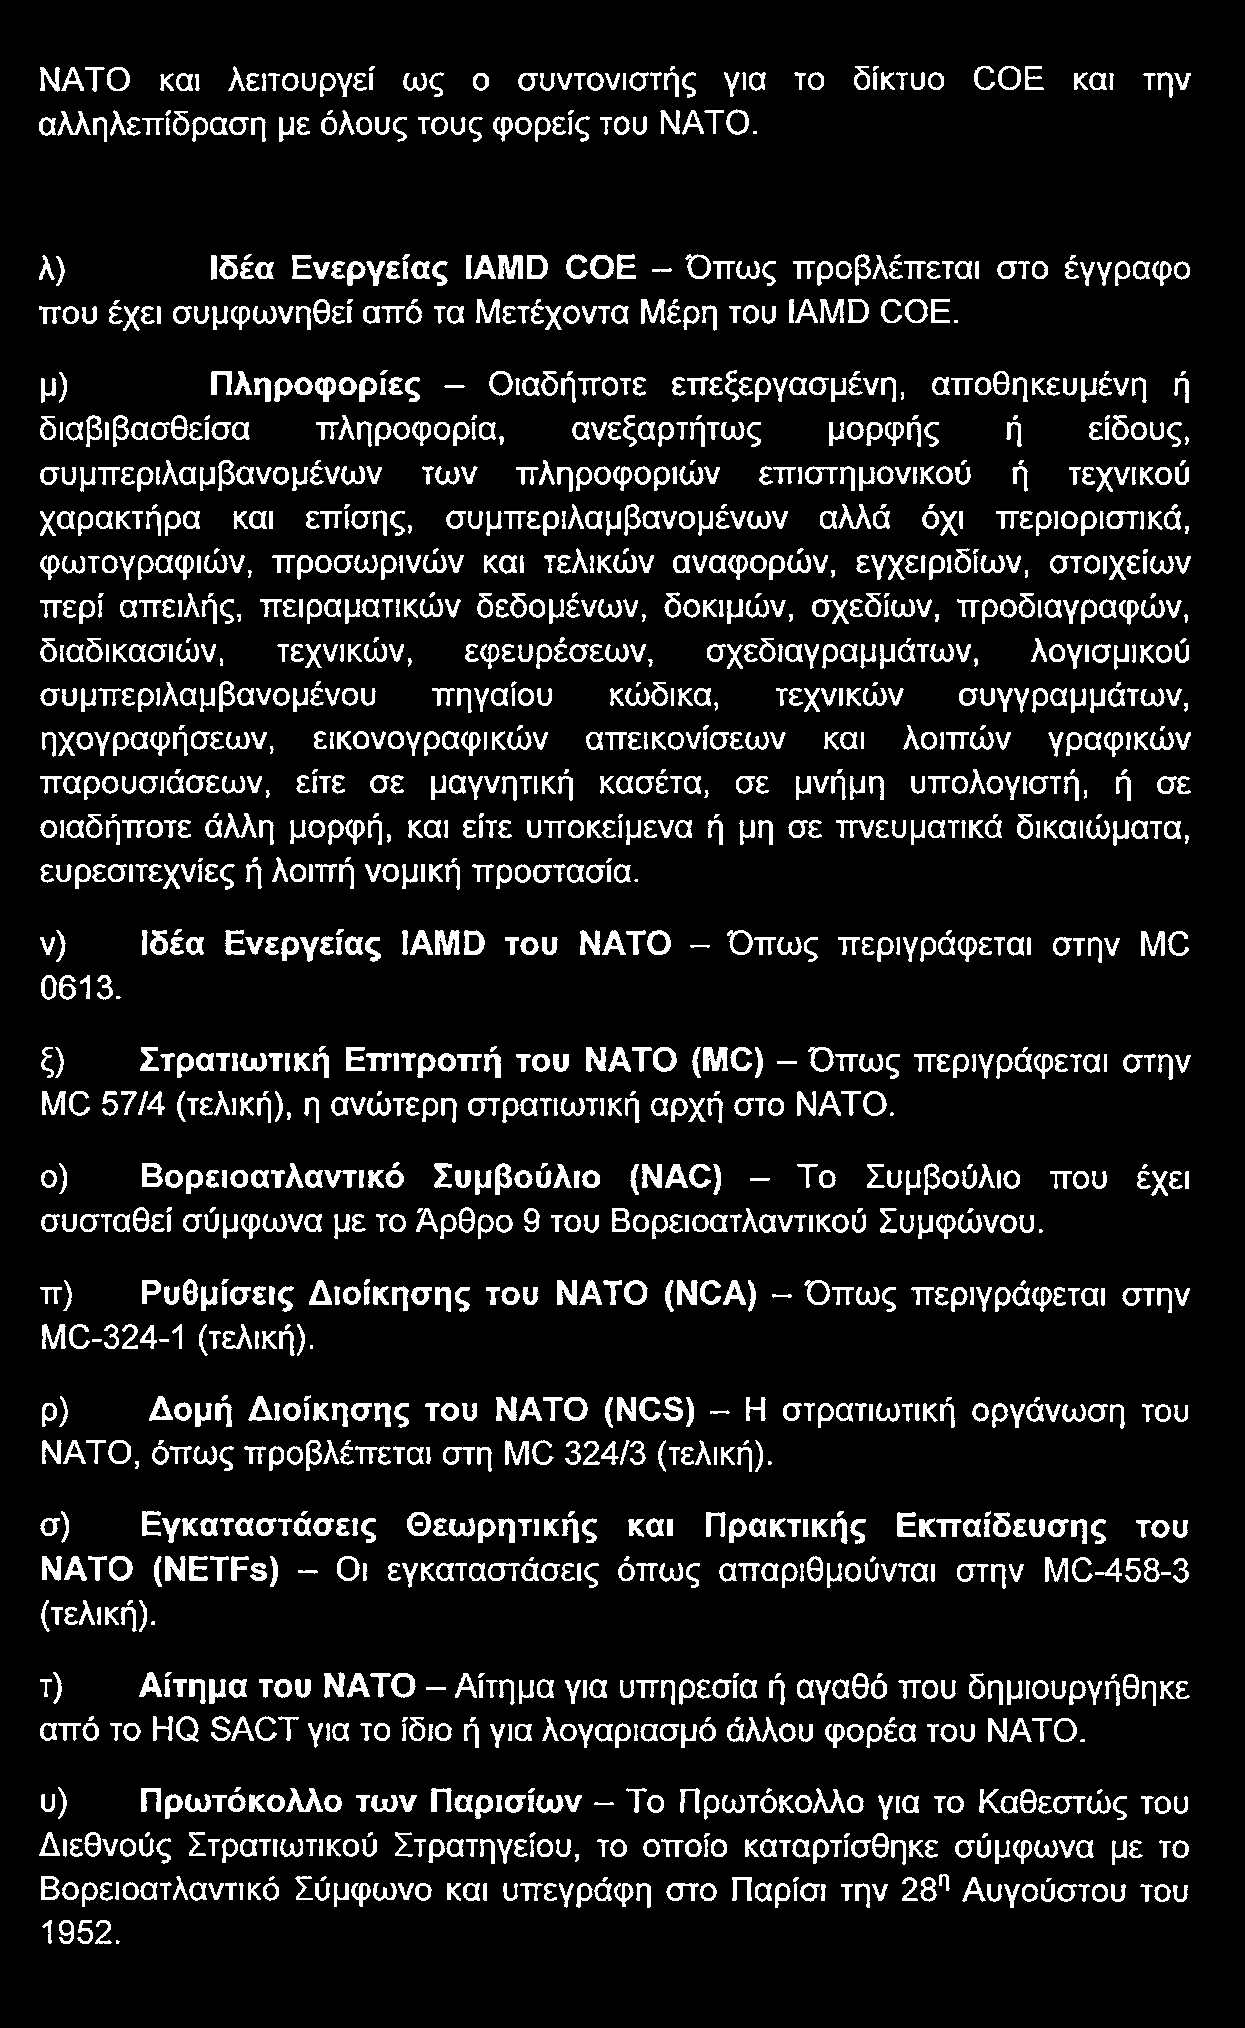 ΝΑΤΟ και λειτουργεί ως ο συντονιστής για το δίκτυο COE και την
αλληλεπίδραση με όλους τους φορείς του ΝΑΤΟ.
λ) Ιδέα Ενεργείας IAMD COE – Όπως προβλέπεται στο έγγραφο
που έχει συμφωνηθεί από τα Μετέχοντα Μέρη του IAMD COE.
μ) Πληροφορίες – Οιαδήποτε επεξεργασμένη, αποθηκευμένη ή
διαβιβασθείσα πληροφορία, ανεξαρτήτως μορφής ή είδους,
συμπεριλαμβανομένων των πληροφοριών επιστημονικού ή τεχνικού
χαρακτήρα και επίσης, συμπεριλαμβανομένων αλλά όχι περιοριστικά,
φωτογραφιών, προσωρινών και τελικών αναφορών, εγχειριδίων, στοιχείων
περί απειλής, πειραματικών δεδομένων, δοκιμών, σχεδίων, προδιαγραφών,
διαδικασιών, τεχνικών, εφευρέσεων, σχεδιαγραμμάτων, λογισμικού
συμπεριλαμβανομένου πηγαίου κώδικα, τεχνικών συγγραμμάτων,
ηχογραφήσεων, εικονογραφικών απεικονίσεων και λοιπών γραφικών
παρουσιάσεων, είτε σε μαγνητική κασέτα, σε μνήμη υπολογιστή, ή σε
οιαδήποτε άλλη μορφή, και είτε υποκείμενα ή μη σε πνευματικά δικαιώματα,
ευρεσιτεχνίες ή λοιπή νομική προστασία.
ν) Ιδέα Ενεργείας IAMD του ΝΑΤΟ – Όπως περιγράφεται στην MC
0613.
ξ) Στρατιωτική Επιτροπή του ΝΑΤΟ (MC) – Όπως περιγράφεται στην
MC 57/4 (τελική), η ανώτερη στρατιωτική αρχή στο ΝΑΤΟ.
ο) Βορειοατλαντικό Συμβούλιο (NAC) – Το Συμβούλιο που έχει
συσταθεί σύμφωνα με το Άρθρο 9 του Βορειοατλαντικού Συμφώνου.
π) Ρυθμίσεις Διοίκησης του ΝΑΤΟ (NCA) – Όπως περιγράφεται στην
MC-324-1 (τελική).
ρ) Δομή Διοίκησης του ΝΑΤΟ (NCS) – Η στρατιωτική οργάνωση του
ΝΑΤΟ, όπως προβλέπεται στη MC 324/3 (τελική).
σ) Εγκαταστάσεις Θεωρητικής και Πρακτικής Εκπαίδευσης του
ΝΑΤΟ (NETFs) – Οι εγκαταστάσεις όπως απαριθμούνται στην MC-458-3
(τελική).
τ) Αίτημα του ΝΑΤΟ – Αίτημα για υπηρεσία ή αγαθό που δημιουργήθηκε
από το HQ SACT για το ίδιο ή για λογαριασμό άλλου φορέα του ΝΑΤΟ.
υ) Πρωτόκολλο των Παρισίων – Το Πρωτόκολλο για το Καθεστώς του
Διεθνούς Στρατιωτικού Στρατηγείου, το οποίο καταρτίσθηκε σύμφωνα με το
Βορειοατλαντικό Σύμφωνο και υπεγράφη στο Παρίσι την 28η Αυγούστου του
1952.